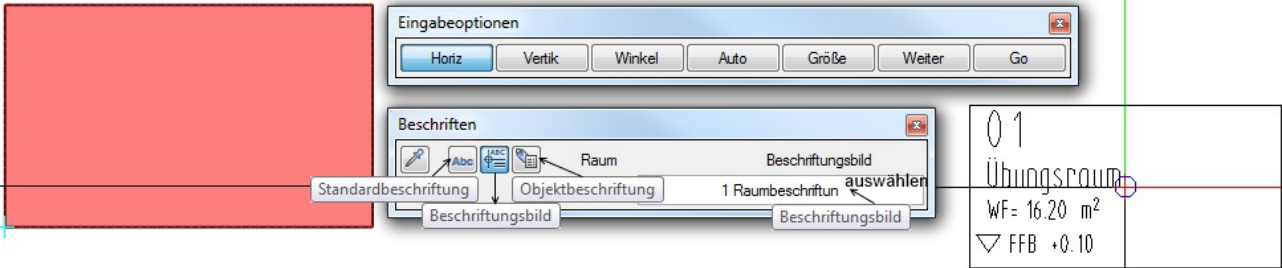 Eingabeoptionen
Horiz Vertik Winkel Auto Größe Weiter Go
Beschriften
Abc ABC Raum Beschriftungsbild
Standardbeschriftung Objektbeschriftung 1 Raumbeschriftun auswählen
Beschriftungsbild Beschriftungsbild
01
Übungsraum
WF= 16.20 m²
FFB +0.10